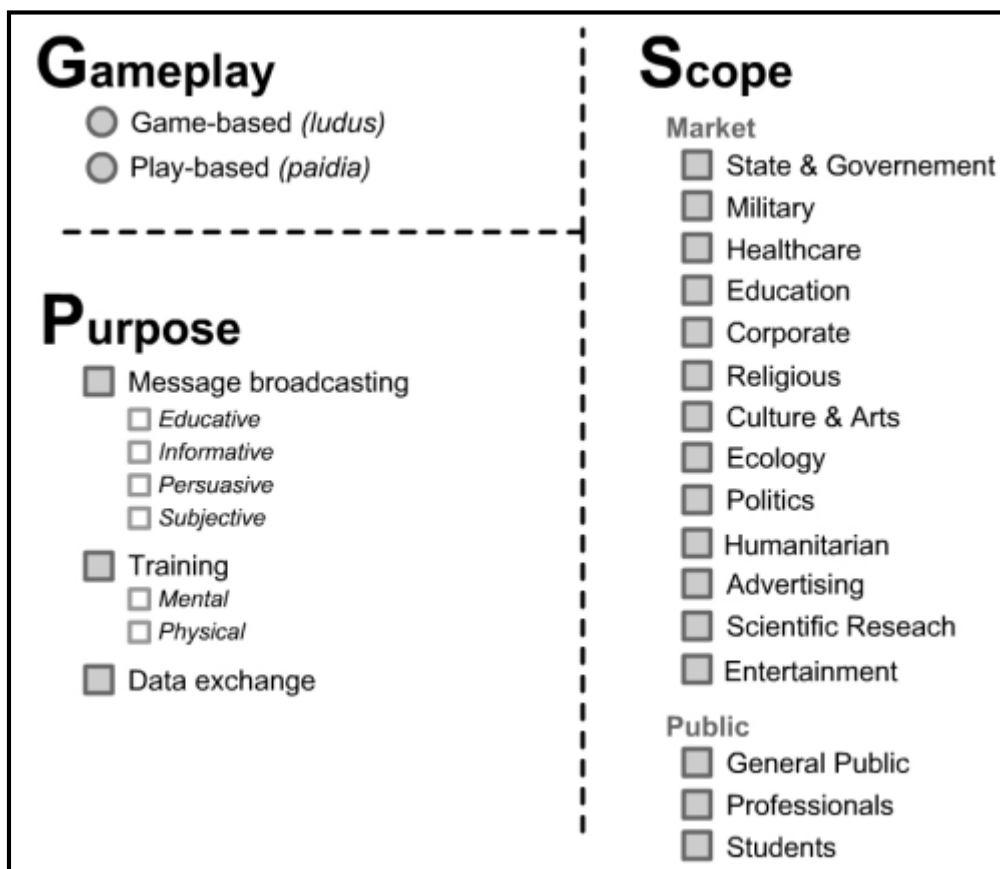 Gameplay
Game-based (ludus)
Play-based (paidia)
Purpose
Message broadcasting
Educative
Informative
Persuasive
Subjective
Training
Mental
Physical
Data exchange
Scope
Market
State & Governement
Military
Healthcare
Education
Corporate
Religious
Culture & Arts
Ecology
Politics
Humanitarian
Advertising
Scientific Reseach
Entertainment
Public
General Public
Professionals
Students